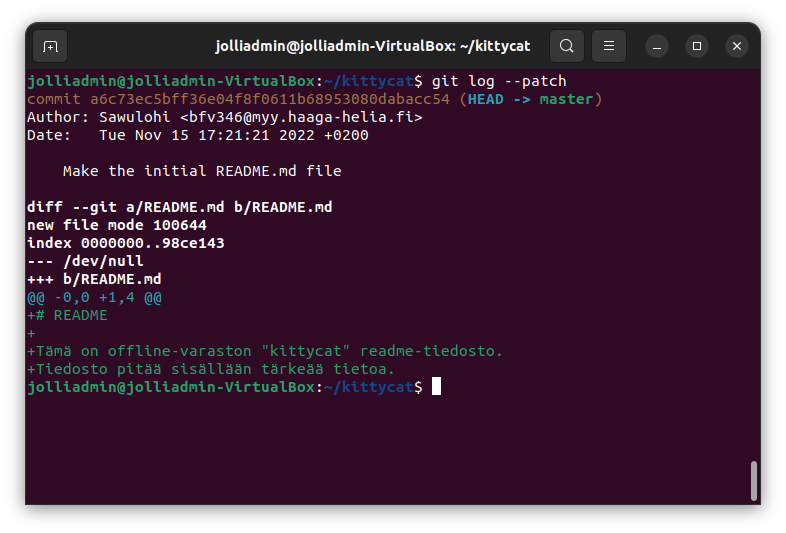 jolliadmin@jolliadmin-VirtualBox: ~/kittycat
jolliadmin@jolliadmin-VirtualBox:~/kittycat$ git log --patch
commit a6c73ec5bff36e04f8f0611b68953080dabacc54 (HEAD -> master)
Author: Sawulohi <bfv346@myy.haaga-helia.fi>
Date:   Tue Nov 15 17:21:21 2022 +0200
    Make the initial README.md file
diff --git a/README.md b/README.md
new file mode 100644
index 0000000..98ce143
--- /dev/null
+++ b/README.md
@@ -0,0 +1,4 @@
+# README
+
+Tämä on offline-varaston "kittycat" readme-tiedosto.
+Tiedosto pitää sisällään tärkeää tietoa.
jolliadmin@jolliadmin-VirtualBox:~/kittycat$